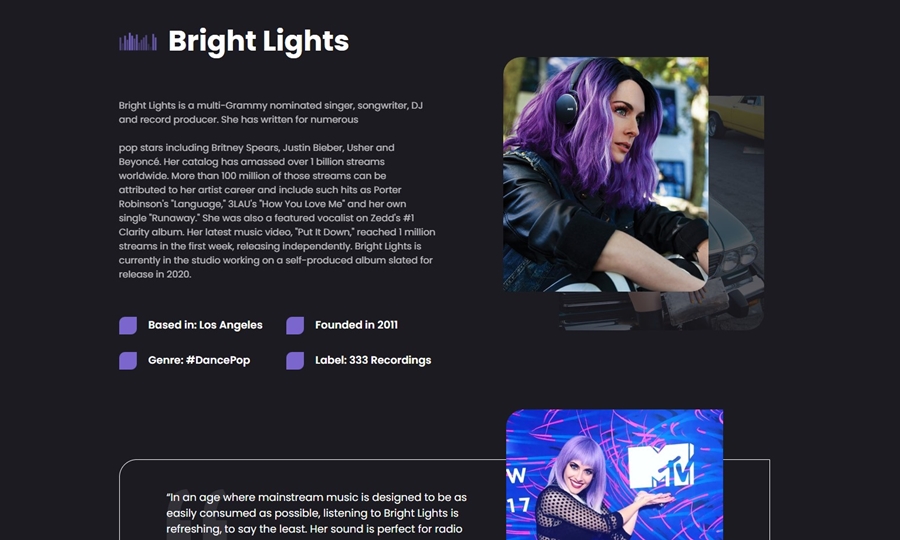 Bright Lights
Bright Lights is a multi-Grammy nominated singer, songwriter, DJ
and record producer. She has written for numerous
pop stars including Britney Spears, Justin Bieber, Usher and
Beyoncé. Her catalog has amassed over 1 billion streams
worldwide. More than 100 million of those streams can be
attributed to her artist career and include such hits as Porter
Robinson's "Language," 3LAU's "How You Love Me" and her own
single "Runaway." She was also a featured vocalist on Zedd's #1
Clarity album. Her latest music video, "Put It Down," reached 1 million
streams in the first week, releasing independently. Bright Lights is
currently in the studio working on a self-produced album slated for
release in 2020.
Based in: Los Angeles
Founded in 2011
Genre: #DancePop
Label: 333 Recordings
W
17
MTV
“In an age where mainstream music is designed to be as
easily consumed as possible, listening to Bright Lights is
refreshing, to say the least. Her sound is perfect for radio